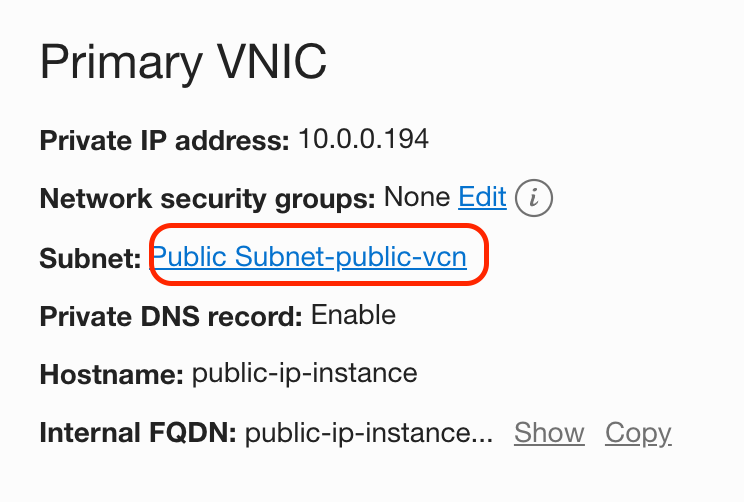 Primary VNIC
Private IP address: 10.0.0.194
Network security groups: None Edit i
Subnet: Public Subnet-public-vcn
Private DNS record: Enable
Hostname: public-ip-instance
Internal FQDN: public-ip-instance... Show Copy